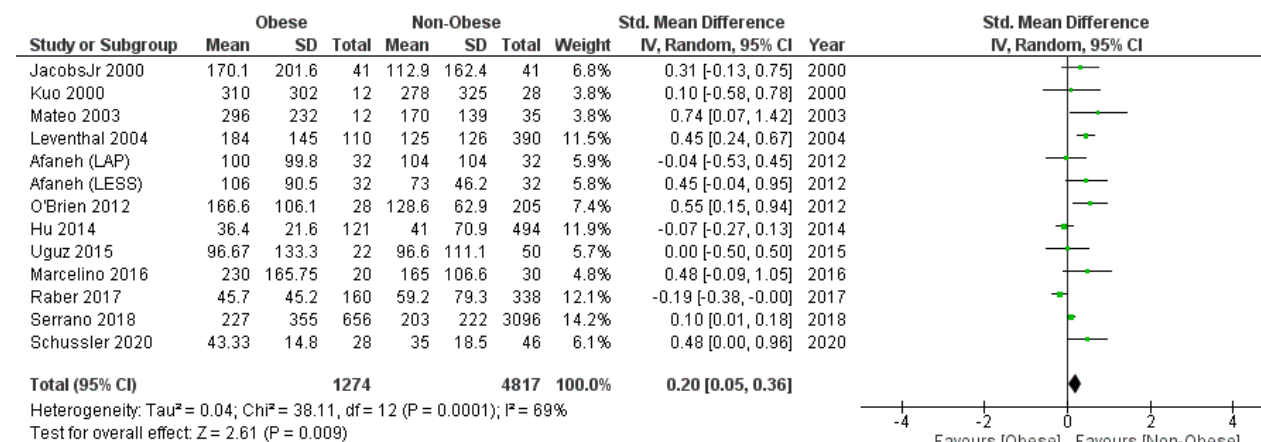 Obese Non-Obese Std. Mean Difference Std. Mean Difference
Study or Subgroup Mean SD Total Mean SD Total Weight IV, Random, 95% CI Year IV, Random, 95% CI
JacobsJr 2000 170.1 201.6 41 112.9 162.4 41 6.8% 0.31 [-0.13, 0.75] 2000
Kuo 2000 310 302 12 278 325 28 3.8% 0.10 [-0.58, 0.78] 2000
Mateo 2003 296 232 12 170 139 35 3.8% 0.74 [0.07, 1.42] 2003
Leventhal 2004 184 145 110 125 126 390 11.5% 0.45 [0.24, 0.67] 2004
Afaneh (LAP) 100 99.8 32 104 104 32 5.9% -0.04 [-0.53, 0.45] 2012
Afaneh (LESS) 106 90.5 32 73 46.2 32 5.8% 0.45 [-0.04, 0.95] 2012
O'Brien 2012 166.6 106.1 28 128.6 62.9 205 7.4% 0.55 [0.15, 0.94] 2012
Hu 2014 36.4 21.6 121 41 70.9 494 11.9% -0.07 [-0.27, 0.13] 2014
Uguz 2015 96.67 133.3 22 96.6 111.1 50 5.9% 0.00 [-0.50, 0.50] 2015
Marcelino 2016 230 165.75 20 165 106.6 30 4.8% 0.48 [-0.09, 1.05] 2016
Raber 2017 45.7 45.2 160 59.2 79.3 338 12.1% -0.19 [-0.38, -0.00] 2017
Serrano 2018 227 355 656 203 222 3096 14.2% 0.10 [0.01, 0.18] 2018
Schussler 2020 43.33 14.8 28 35 18.5 46 6.1% 0.48 [0.00, 0.96] 2020
Total (95% CI) 1274 4817 100.0% 0.20 [0.05, 0.36]
Heterogeneity: Tau² = 0.04; Chi² = 38.11, df = 12 (P = 0.0001); I² = 69%
Test for overall effect: Z = 2.61 (P = 0.009)
-4 -2 0 2 4
Favours [Obese] Favours [Non-Obese]